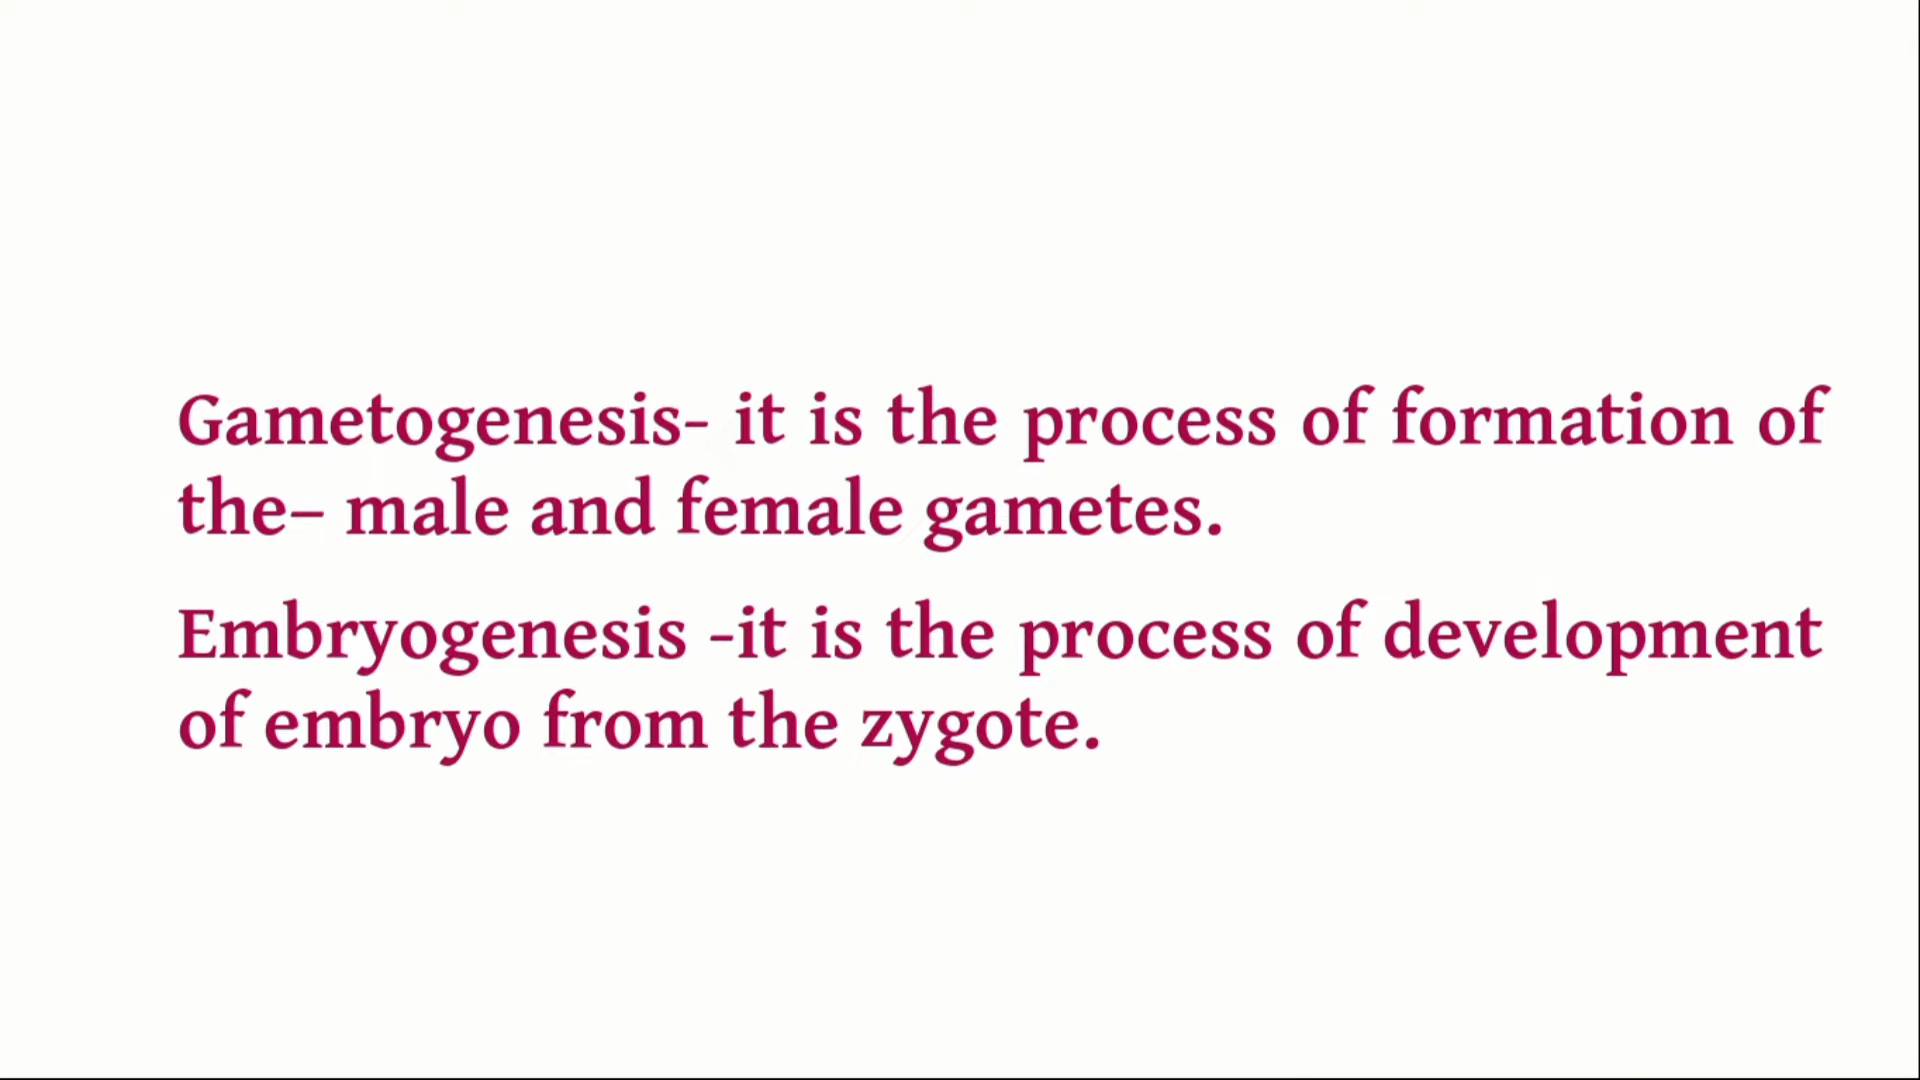 Gametogenesis- it is the process of formation of
the– male and female gametes.
Embryogenesis -it is the process of development
of embryo from the zygote.